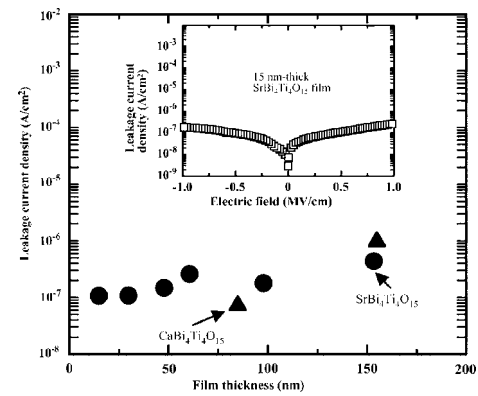 10⁻²
10⁻²
10⁻³
10⁻⁴
10⁻⁵
10⁻⁶
10⁻⁷
10⁻⁸
10⁻⁹
Leakage current
density (A/cm²)
15 nm-thick
SrBi₄Ti₄O₁₅ film
-1.0 -0.5 0 0.5 1.0
Electric field (MV/cm)
10⁻⁴
10⁻⁵
10⁻⁶
10⁻⁷
10⁻⁸
Leakage current density (A/cm²)
SrBi₄Ti₄O₁₅
CaBi₄Ti₄O₁₅
0 50 100 150 200
Film thickness (nm)